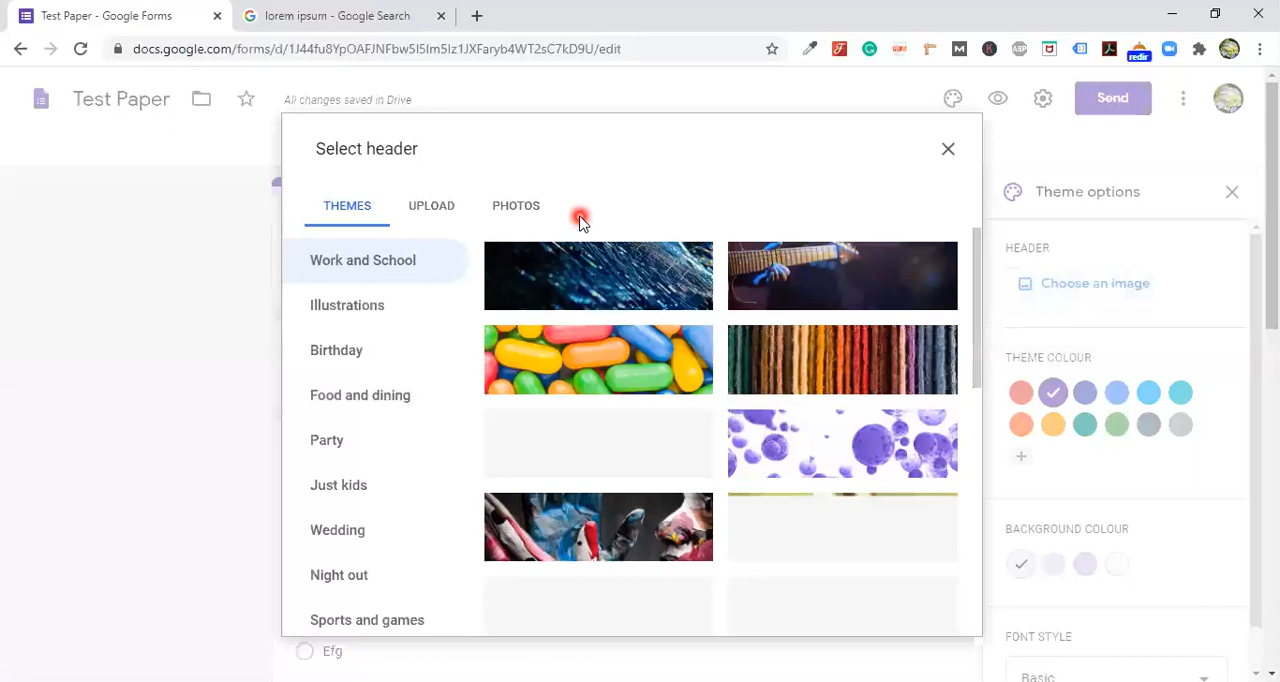 Test Paper - Google Forms
lorem ipsum - Google Search
docs.google.com/forms/d/1J44fu8YpOAFJNFbw5l5Im5Iz1JXFaryb4WT2sC7kD9U/edit
redir
Test Paper
All changes saved in Drive
Send
Select header
THEMES UPLOAD PHOTOS
Work and School
Illustrations
Birthday
Food and dining
Party
Just kids
Wedding
Night out
Sports and games
Theme options
HEADER
Choose an image
THEME COLOUR
BACKGROUND COLOUR
FONT STYLE
Basic
Efg